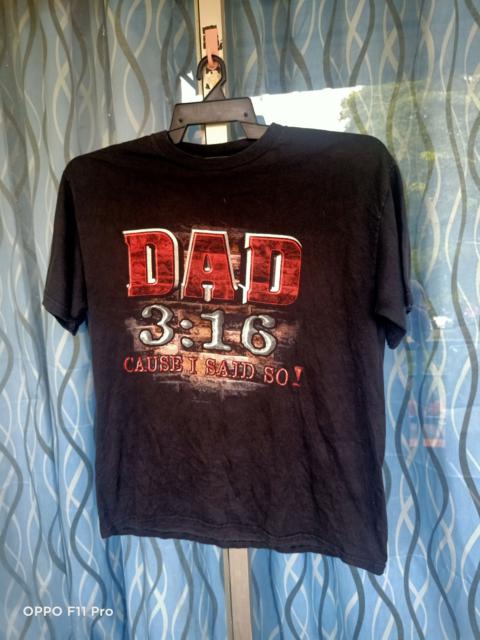 DAD
3:16
CAUSE I SAID SO!
OPPO F11 Pro